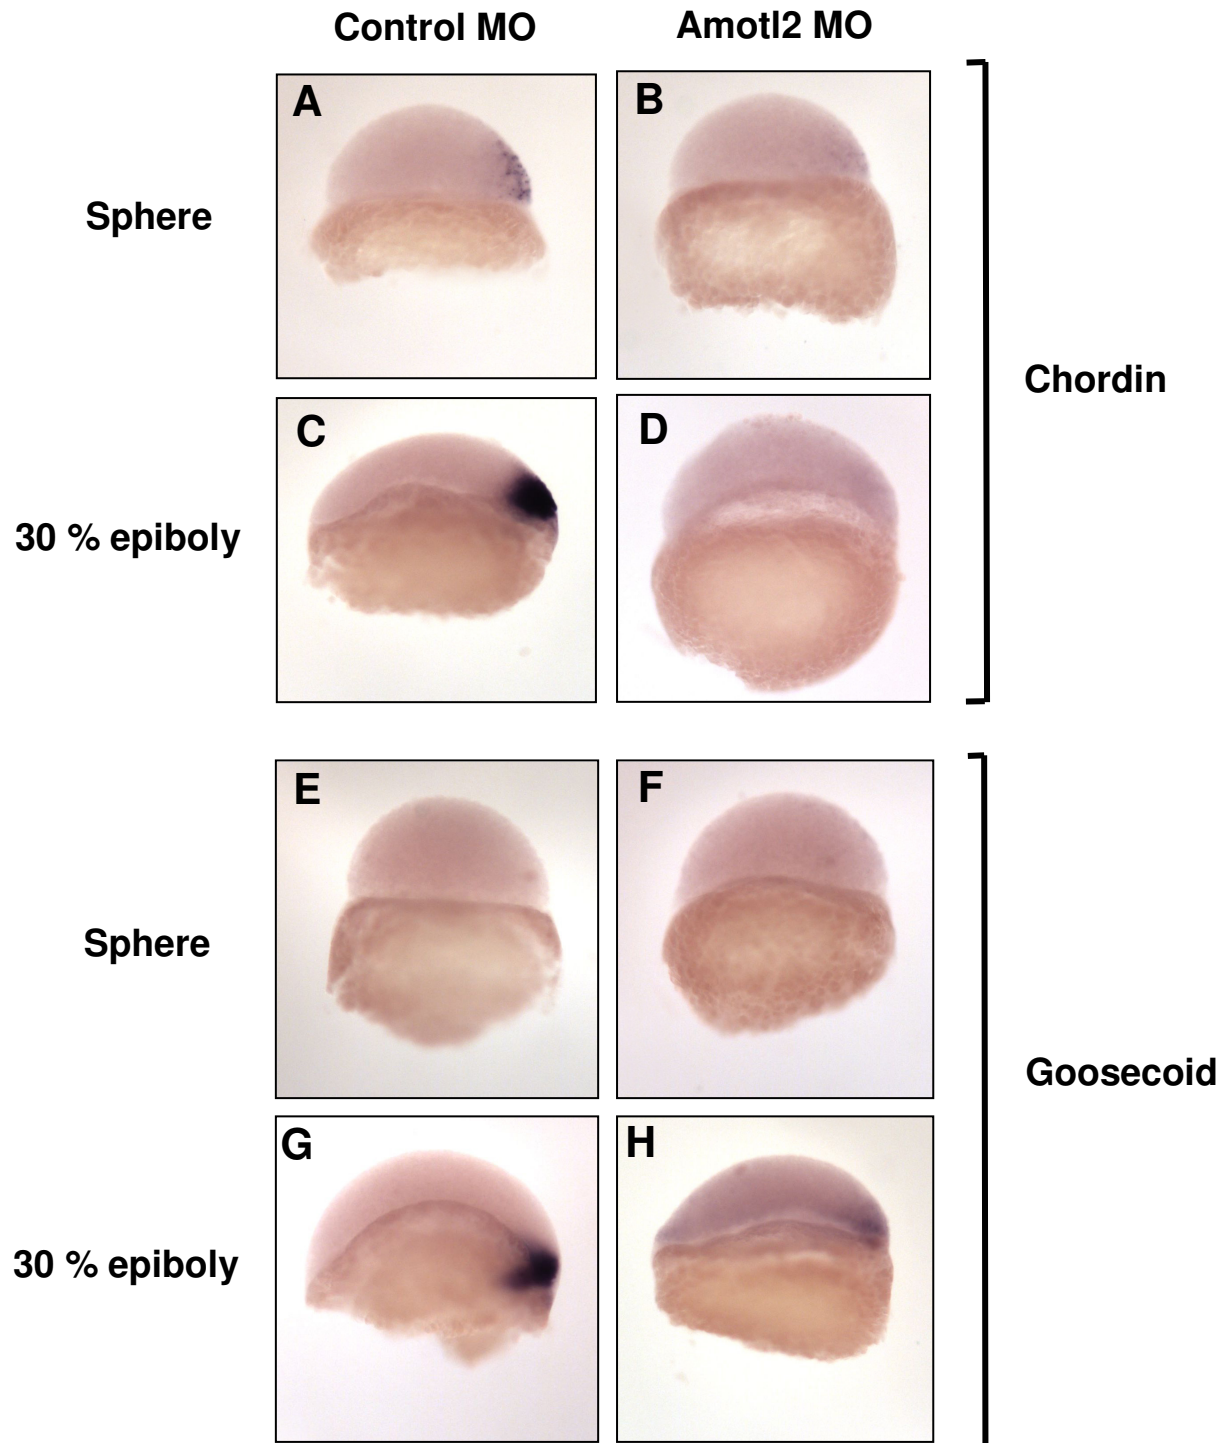 Control MO
Amotl2 MO
A
B
Sphere
Chordin
C
D
30 % epiboly
E
F
Sphere
Goosecoid
G
H
30 % epiboly